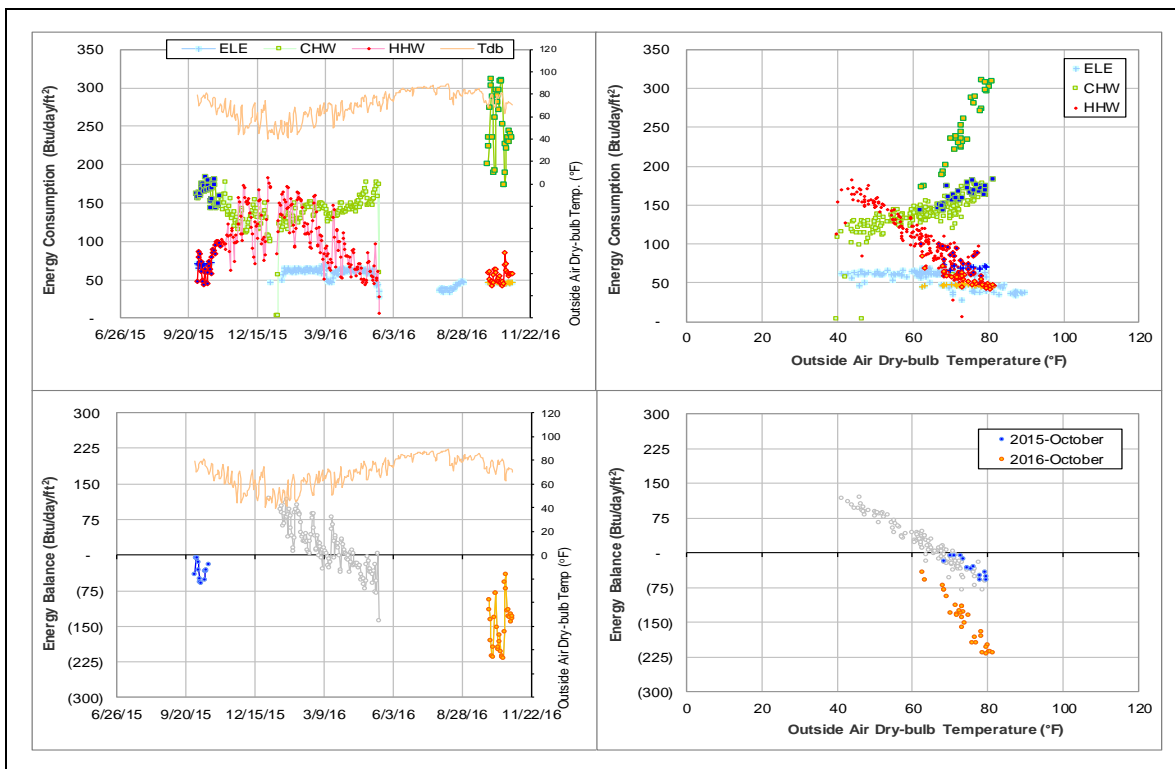 ELE CHW HHW Tdb
350
300
250
200
150
100
50
-
Energy Consumption (Btu/day/ft²)
120
100
80
60
40
20
0
Outside Air Dry-bulb Temp. (°F)
6/26/15 9/20/15 12/15/15 3/9/16 6/3/16 8/28/16 11/22/16
ELE
CHW
HHW
350
300
250
200
150
100
50
-
Energy Consumption (Btu/day/ft²)
0 20 40 60 80 100 120
Outside Air Dry-bulb Temperature (°F)
300
225
150
75
-
(75)
(150)
(225)
(300)
Energy Balance (Btu/day/ft²)
120
100
80
60
40
20
0
Outside Air Dry-bulb Temp (°F)
6/26/15 9/20/15 12/15/15 3/9/16 6/3/16 8/28/16 11/22/16
2015-October
2016-October
300
225
150
75
-
(75)
(150)
(225)
(300)
Energy Balance (Btu/day/ft²)
0 20 40 60 80 100 120
Outside Air Dry-bulb Temperature (°F)